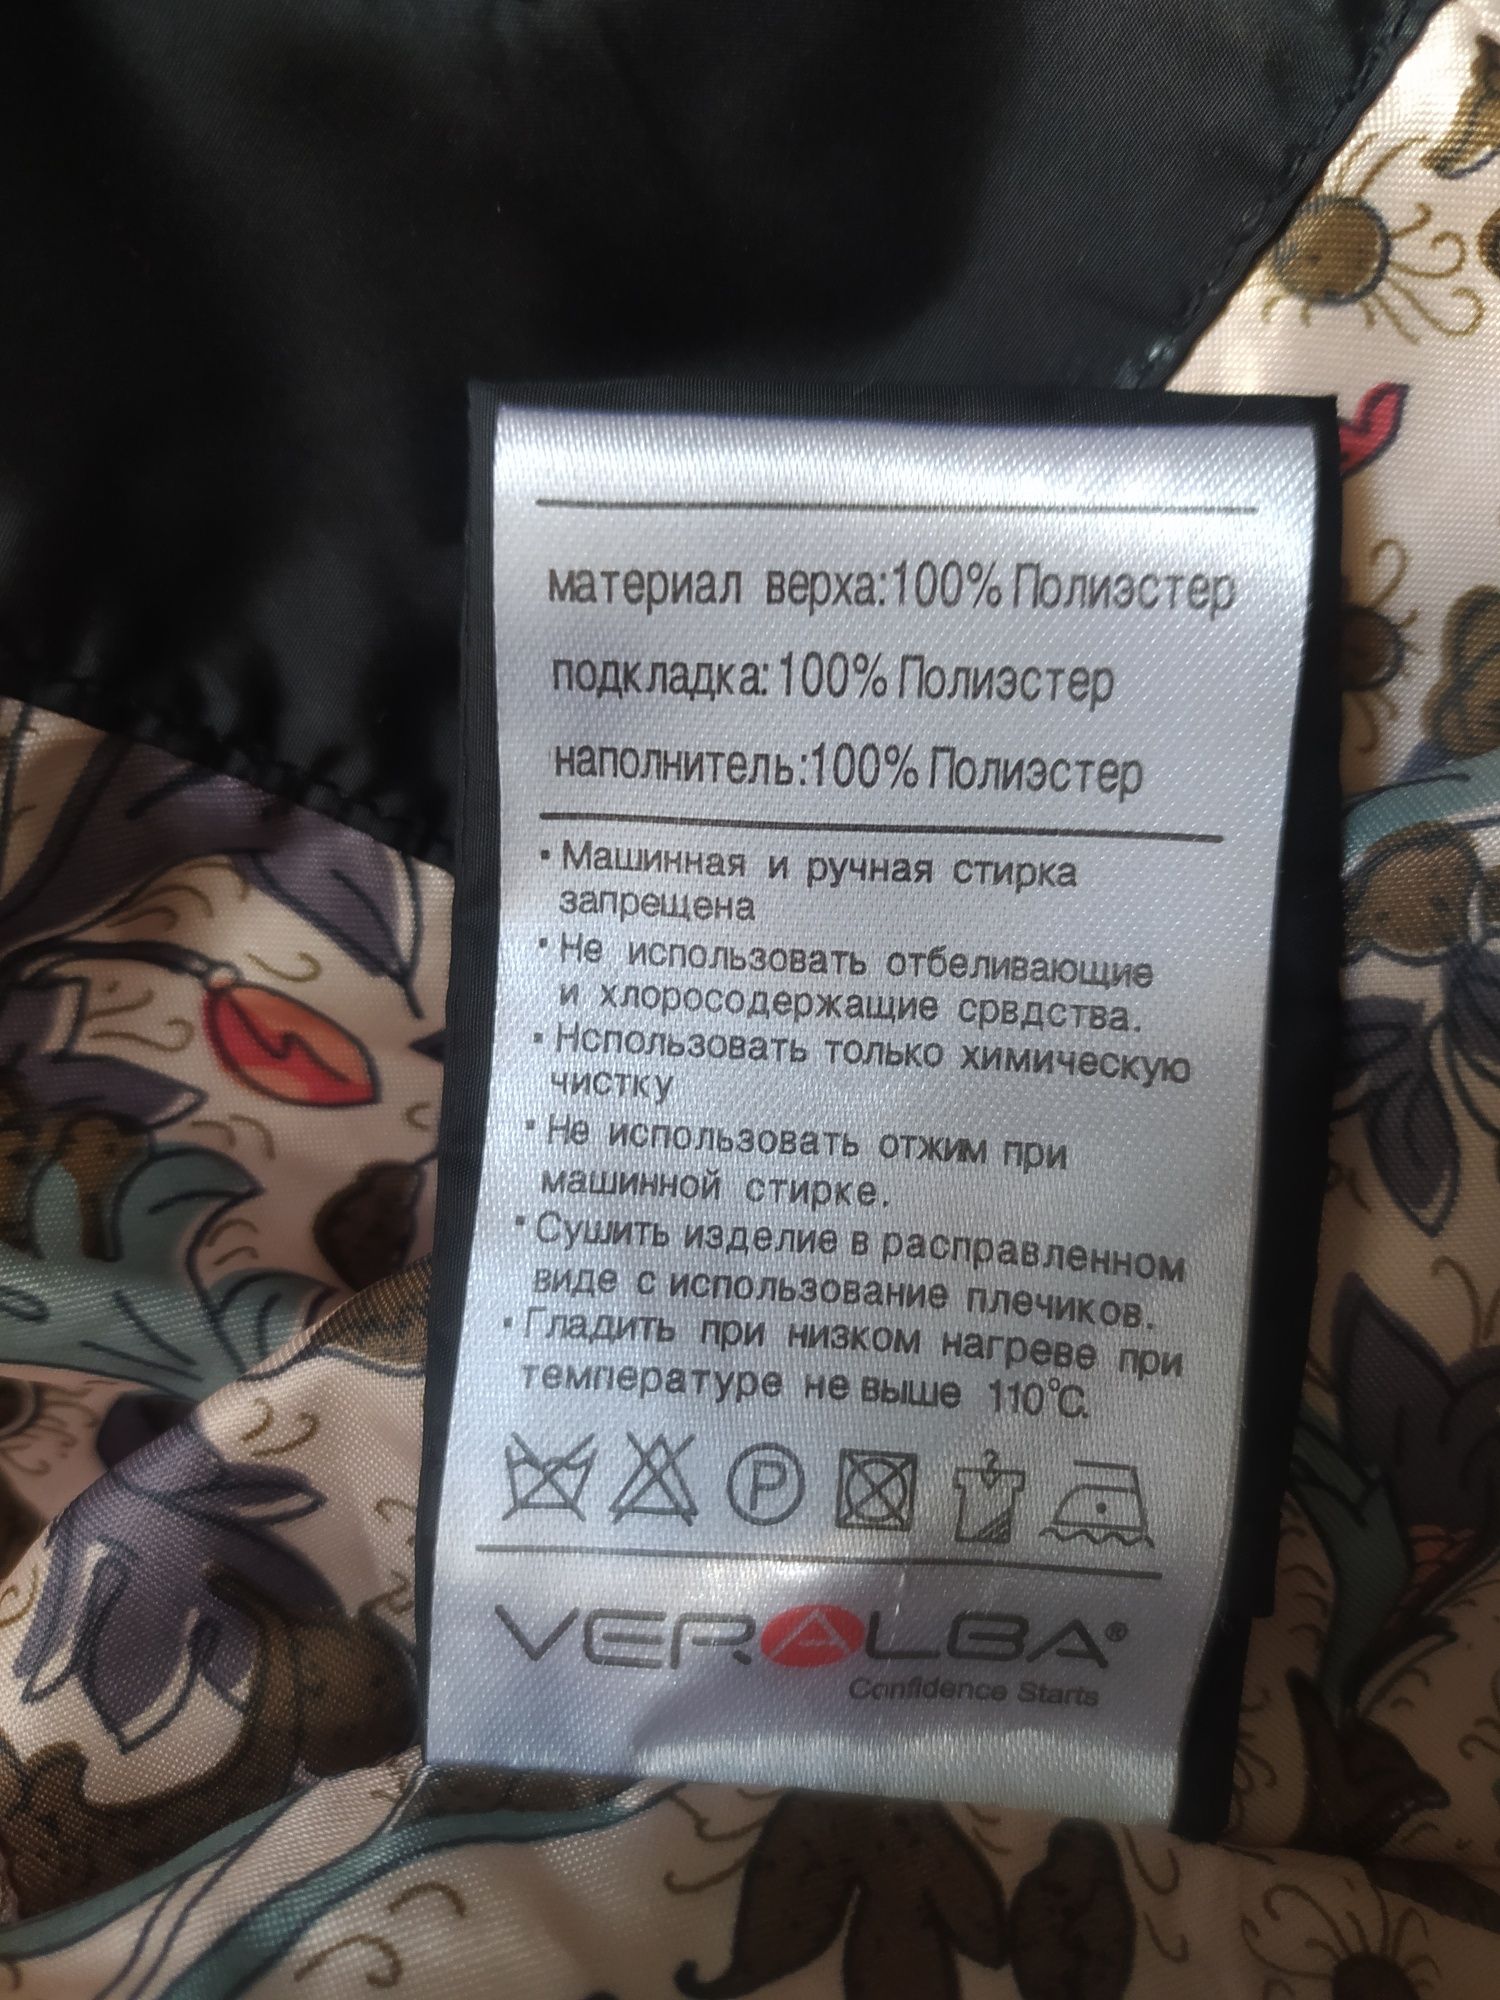 материал верха:100% Полиэстер
подкладка: 100% Полиэстер
наполнитель:100% Полиэстер
· Машинная и ручная стирка
запрещена
· Не использовать отбеливающие
и хлоросодержащие срвдства.
· Нспользовать только химическую
чистку
· Не использовать отжим при
машинной стирке.
· Сушить изделие в расправленном
виде с использование плечиков.
· Гладить при низком нагреве при
температуре не выше 110°C.
P
VERALBA®
Confidence Starts